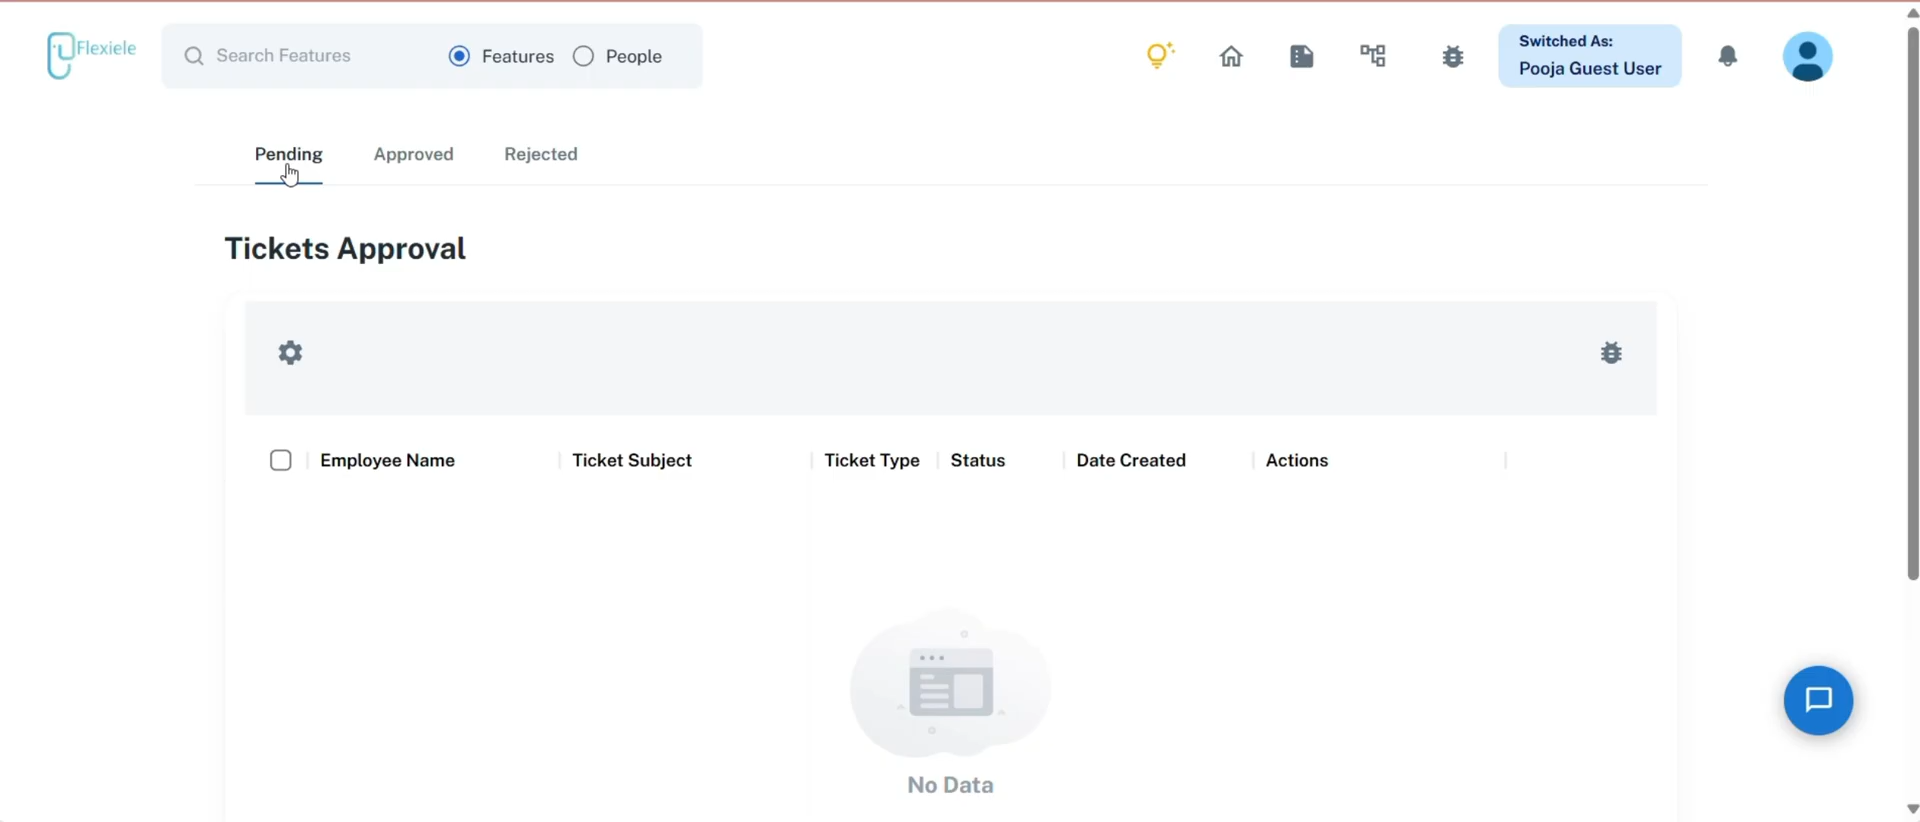 Flexiele
Search Features
Features
People
Switched As:
Pooja Guest User
Pending
Approved
Rejected
Tickets Approval
Employee Name
Ticket Subject
Ticket Type
Status
Date Created
Actions
No Data